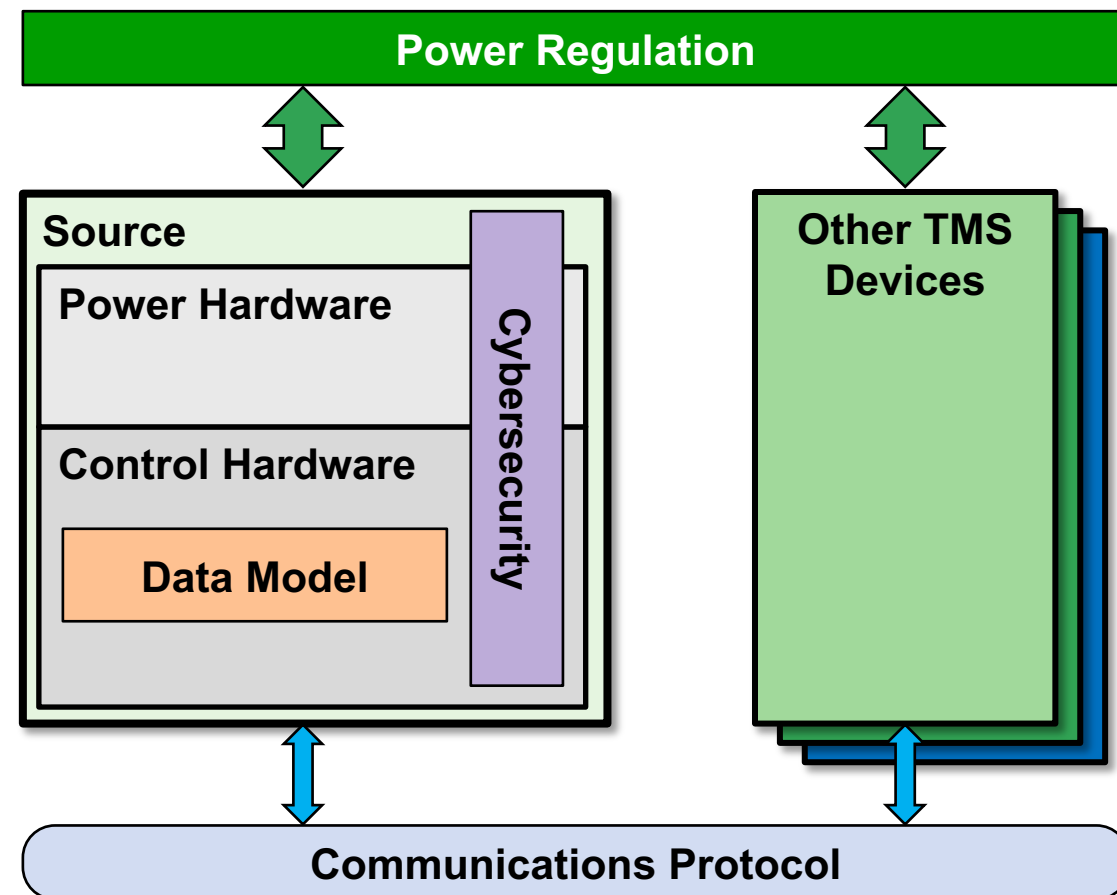 Power Regulation
Source
Power Hardware
Control Hardware
Data Model
Cybersecurity
Other TMS
Devices
Communications Protocol